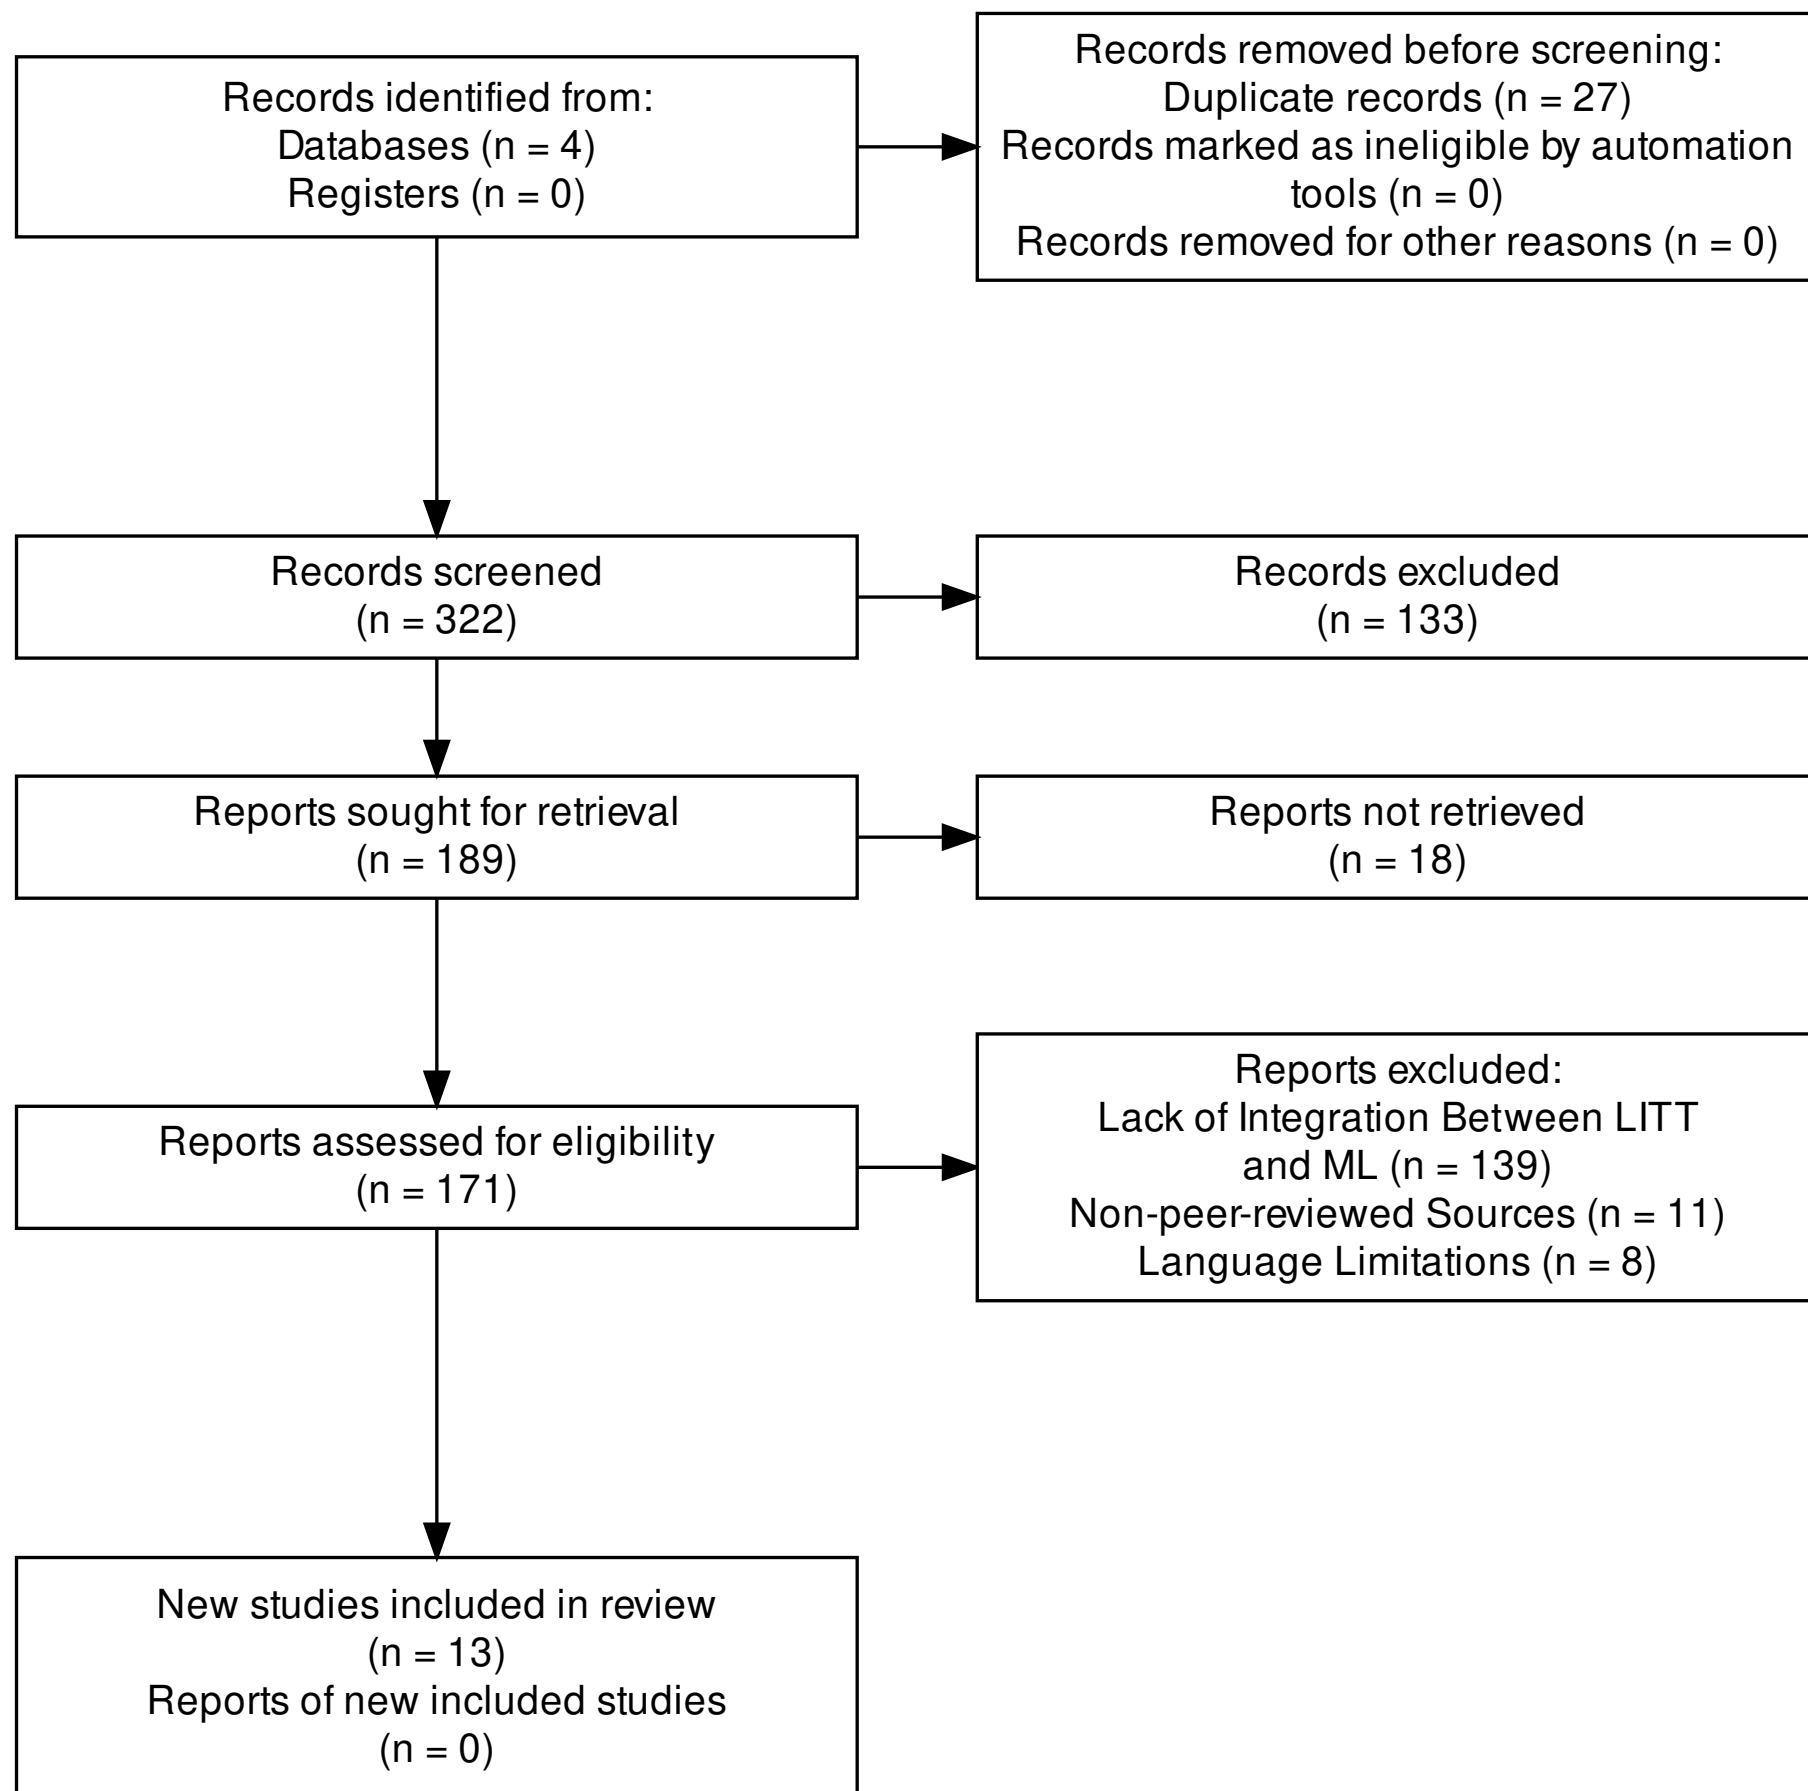 Records identified from:
Databases (n = 4)
Registers (n = 0)
Records removed before screening:
Duplicate records (n = 27)
Records marked as ineligible by automation
tools (n = 0)
Records removed for other reasons (n = 0)
Records screened
(n = 322)
Records excluded
(n = 133)
Reports sought for retrieval
(n = 189)
Reports not retrieved
(n = 18)
Reports assessed for eligibility
(n = 171)
Reports excluded:
Lack of Integration Between LITT
and ML (n = 139)
Non-peer-reviewed Sources (n = 11)
Language Limitations (n = 8)
New studies included in review
(n = 13)
Reports of new included studies
(n = 0)